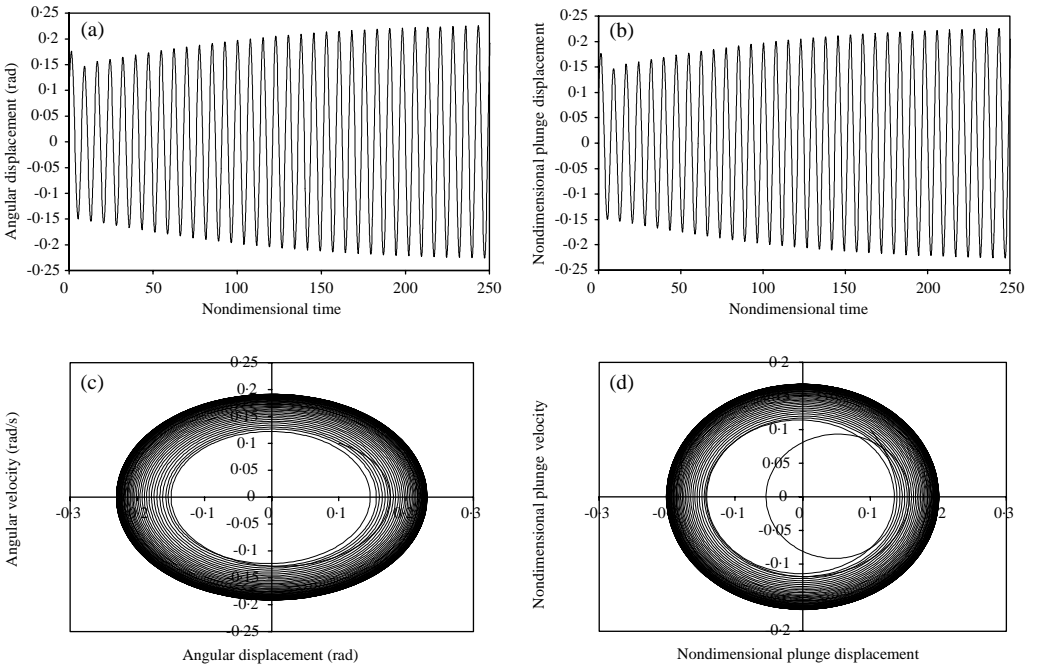 (a)
0·25
0·2
0·15
0·1
0·05
0
-0·05
-0·1
-0·15
-0·2
-0·25
Angular displacement (rad)
0 50 100 150 200 250
Nondimensional time
(b)
0·25
0·2
0·15
0·1
0·05
0
-0·05
-0·1
-0·15
-0·2
-0·25
Nondimensional plunge displacement
0 50 100 150 200 250
Nondimensional time
(c)
0·25
0·2
0·15
0·1
0·05
0
-0·05
-0·1
-0·15
-0·2
-0·25
Angular velocity (rad/s)
-0·3 -0·2 -0·1 0·1 0·2 0·3
Angular displacement (rad)
(d)
0·2
0·15
0·1
0·05
0
-0·05
-0·1
-0·15
0·2
Nondimensional plunge velocity
-0·3 -0·2 -0·1 0·1 0·2 0·3
Nondimensional plunge displacement